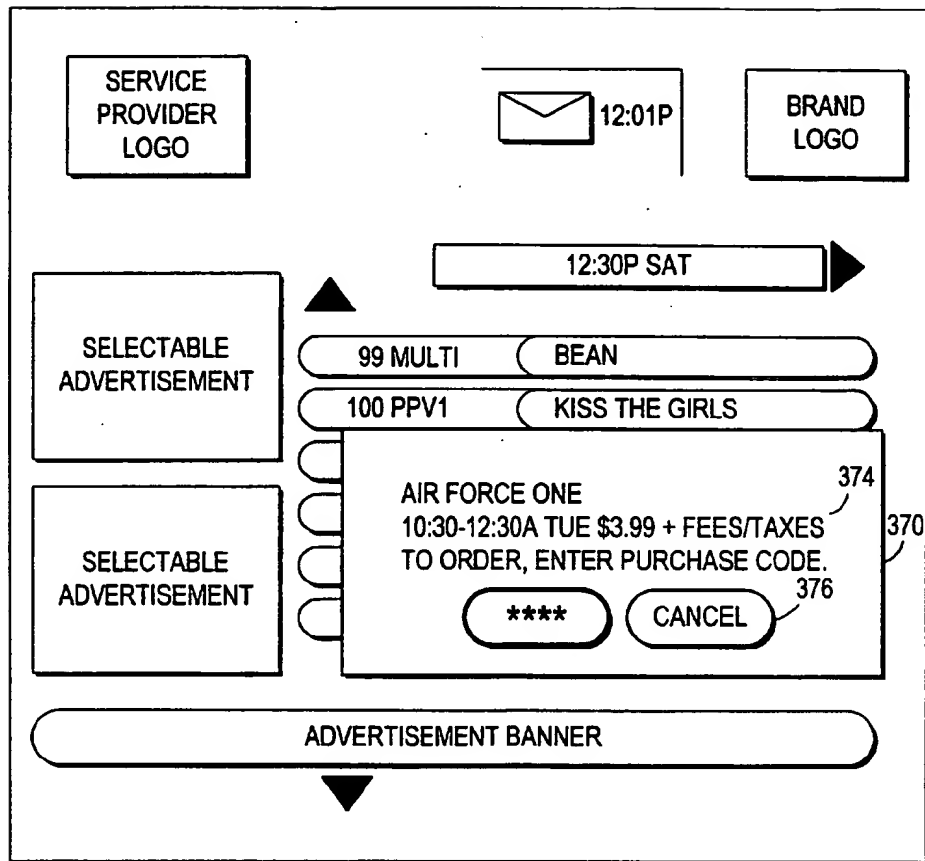 SERVICE
PROVIDER
LOGO
12:01P
BRAND
LOGO
12:30P SAT
SELECTABLE
ADVERTISEMENT
99 MULTI BEAN
100 PPV1 KISS THE GIRLS
SELECTABLE
ADVERTISEMENT
AIR FORCE ONE
374
10:30-12:30A TUE $3.99 + FEES/TAXES
370
TO ORDER, ENTER PURCHASE CODE.
376
**** CANCEL
ADVERTISEMENT BANNER